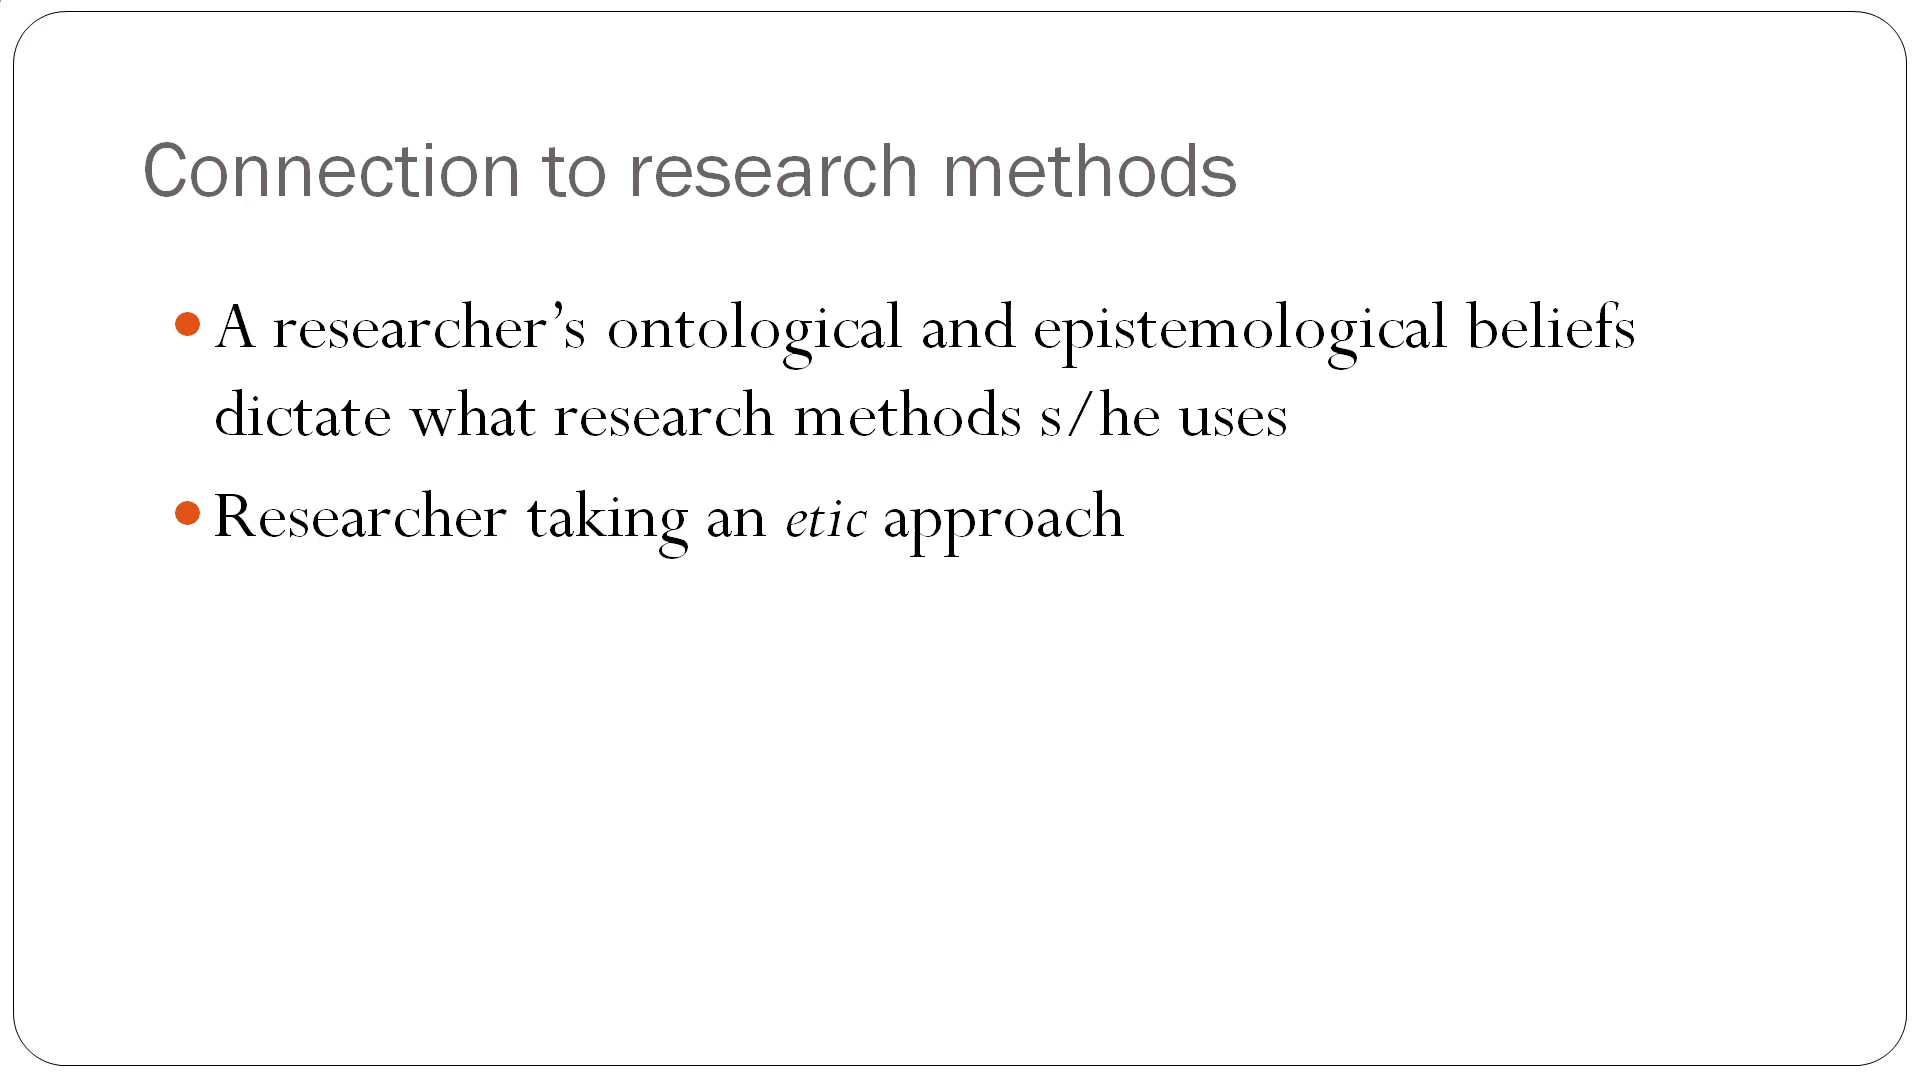 Connection to research methods
A researcher’s ontological and epistemological beliefs
dictate what research methods s/he uses
Researcher taking an etic approach